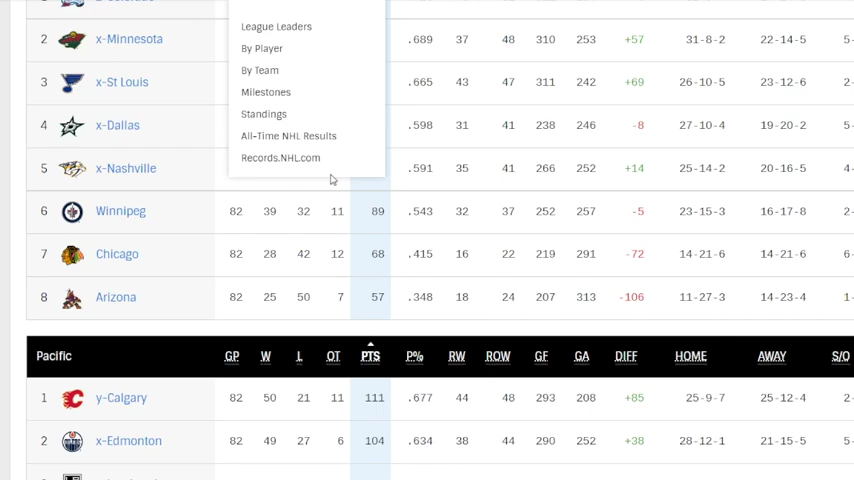 League Leaders
2 x-Minnesota .689 37 48 310 253 +57 31-8-2 22-14-5 5-
By Player
By Team
3 x-St Louis .665 43 47 311 242 +69 26-10-5 23-12-6 2-
Milestones
Standings
4 x-Dallas .598 31 41 238 246 -8 27-10-4 19-20-2 5-
All-Time NHL Results
Records.NHL.com
5 x-Nashville .591 35 41 266 252 +14 25-14-2 20-16-5 4-
6 Winnipeg 82 39 32 11 89 .543 32 37 252 257 -5 23-15-3 16-17-8 2-
7 Chicago 82 28 42 12 68 .415 16 22 219 291 -72 14-21-6 14-21-6 6-
8 Arizona 82 25 50 7 57 .348 18 24 207 313 -106 11-27-3 14-23-4 1-
Pacific GP W L OT PTS P% RW ROW GF GA DIFF HOME AWAY S/O
1 y-Calgary 82 50 21 11 111 .677 44 48 293 208 +85 25-9-7 25-12-4 2-
2 x-Edmonton 82 49 27 6 104 .634 38 44 290 252 +38 28-12-1 21-15-5 5-